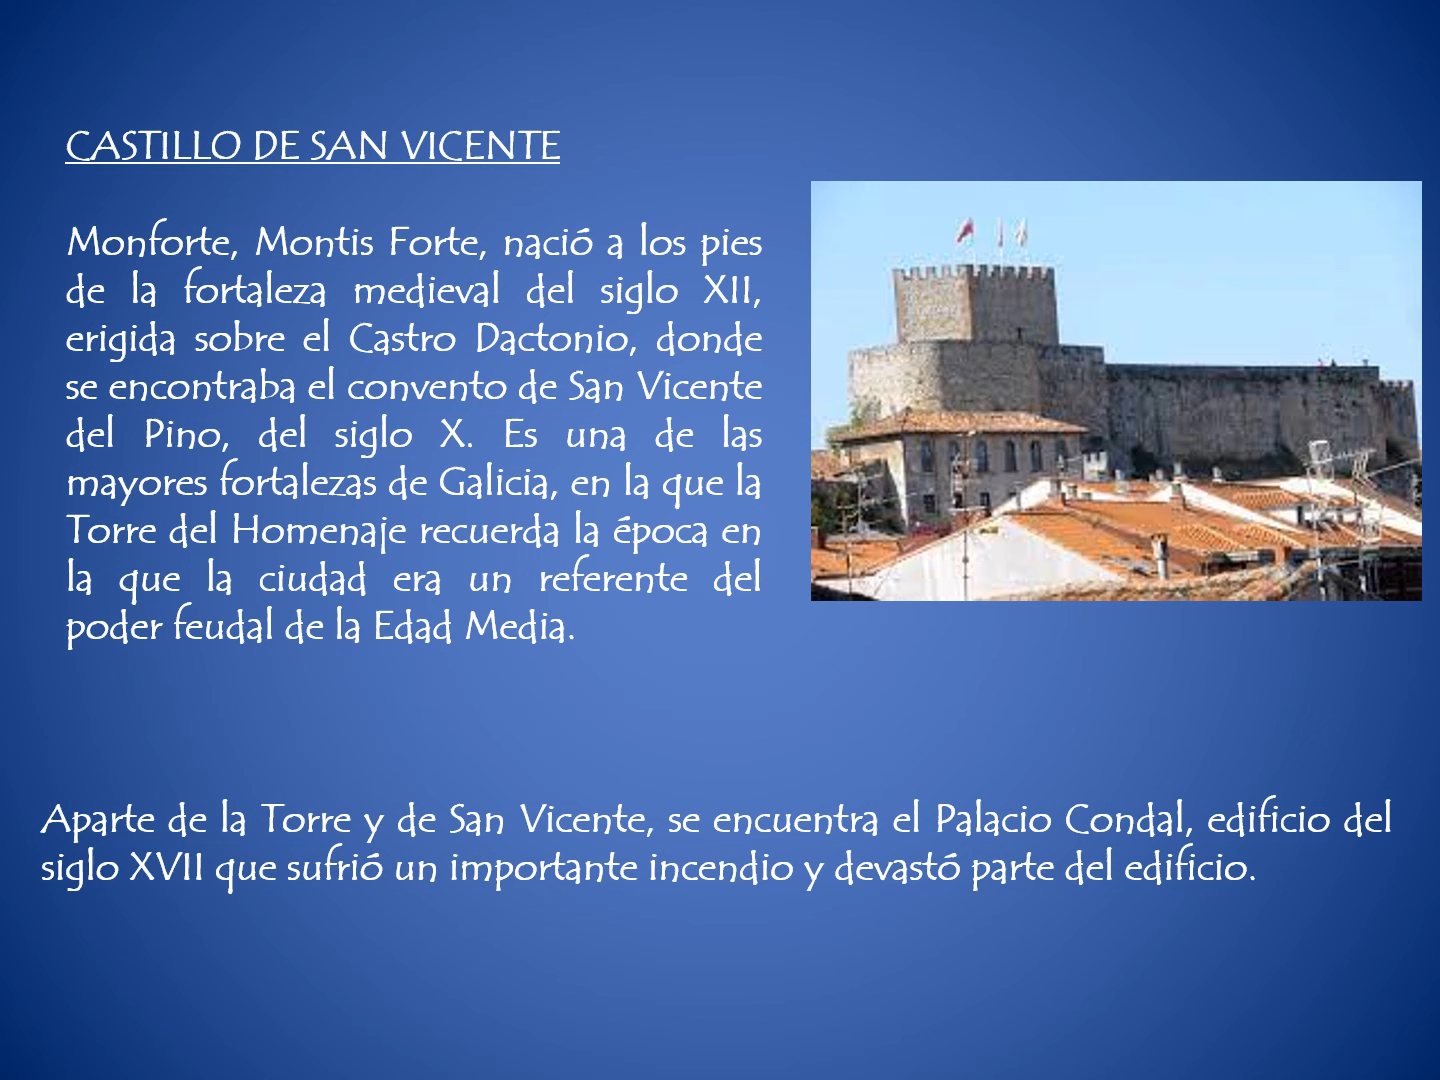 CASTILLO DE SAN VICENTE
Monforte, Montis Forte, nació a los pies
de la fortaleza medieval del siglo XII,
erigida sobre el Castro Dactonio, donde
se encontraba el convento de San Vicente
del Pino, del siglo X. Es una de las
mayores fortalezas de Galicia, en la que la
Torre del Homenaje recuerda la época en
la que la ciudad era un referente del
poder feudal de la Edad Media.
Aparte de la Torre y de San Vicente, se encuentra el Palacio Condal, edificio del
siglo XVII que sufrió un importante incendio y devastó parte del edificio.